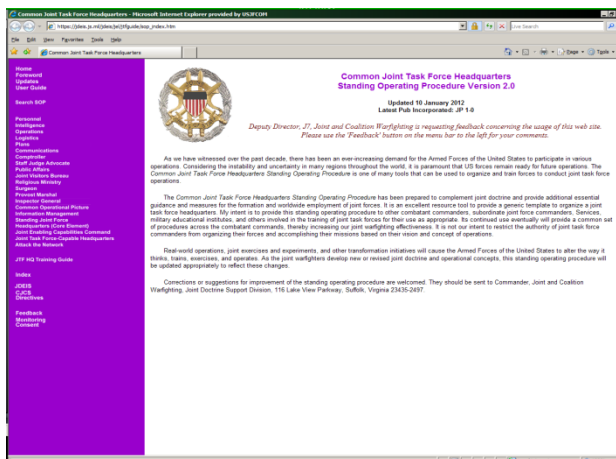 Common Joint Task Force Headquarters - Microsoft Internet Explorer provided by USJFCOM
https://jdeis.js.mil/jdeis/jel/jtfguide/sop_index.htm
Live Search
File Edit View Favorites Tools Help
Common Joint Task Force Headquarters
Page Tools
Home
Foreword
Updates
User Guide
Search SOP
Personnel
Intelligence
Operations
Logistics
Plans
Communications
Comptroller
Staff Judge Advocate
Public Affairs
Joint Visitors Bureau
Religious Ministry
Surgeon
Provost Marshal
Inspector General
Common Operational Picture
Information Management
Standing Joint Force
Headquarters (Core Element)
Joint Enabling Capabilities Command
Joint Task Force-Capable Headquarters
Attack the Network
JTF HQ Training Guide
Index
JDEIS
CJCS
Directives
Feedback
Monitoring
Consent
Common Joint Task Force Headquarters
Standing Operating Procedure Version 2.0
Updated 10 January 2012
Latest Pub Incorporated: JP 1-0
Deputy Director, J7, Joint and Coalition Warfighting is requesting feedback concerning the usage of this web site.
Please use the 'Feedback' button on the menu bar to the left for your comments.
As we have witnessed over the past decade, there has been an ever-increasing demand for the Armed Forces of the United States to participate in various
operations. Considering the instability and uncertainty in many regions throughout the world, it is paramount that US forces remain ready for future operations. The
Common Joint Task Force Headquarters Standing Operating Procedure is one of many tools that can be used to organize and train forces to conduct joint task force
operations.
The Common Joint Task Force Headquarters Standing Operating Procedure has been prepared to complement joint doctrine and provide additional essential
guidance and measures for the formation and worldwide employment of joint forces. It is an excellent resource tool to provide a generic template to organize a joint
task force headquarters. My intent is to provide this standing operating procedure to other combatant commanders, subordinate joint force commanders, Services,
military educational institutes, and others involved in the training of joint task forces for their use as appropriate. Its continued use eventually will provide a common set
of procedures across the combatant commands, thereby increasing our joint warfighting effectiveness. It is not our intent to restrict the authority of joint task force
commanders from organizing their forces and accomplishing their missions based on their vision and concept of operations.
Real-world operations, joint exercises and experiments, and other transformation initiatives will cause the Armed Forces of the United States to alter the way it
thinks, trains, exercises, and operates. As the joint warfighters develop new or revised joint doctrine and operational concepts, this standing operating procedure will
be updated appropriately to reflect these changes.
Corrections or suggestions for improvement of the standing operating procedure are welcomed. They should be sent to Commander, Joint and Coalition
Warfighting, Joint Doctrine Support Division, 116 Lake View Parkway, Suffolk, Virginia 23435-2497.